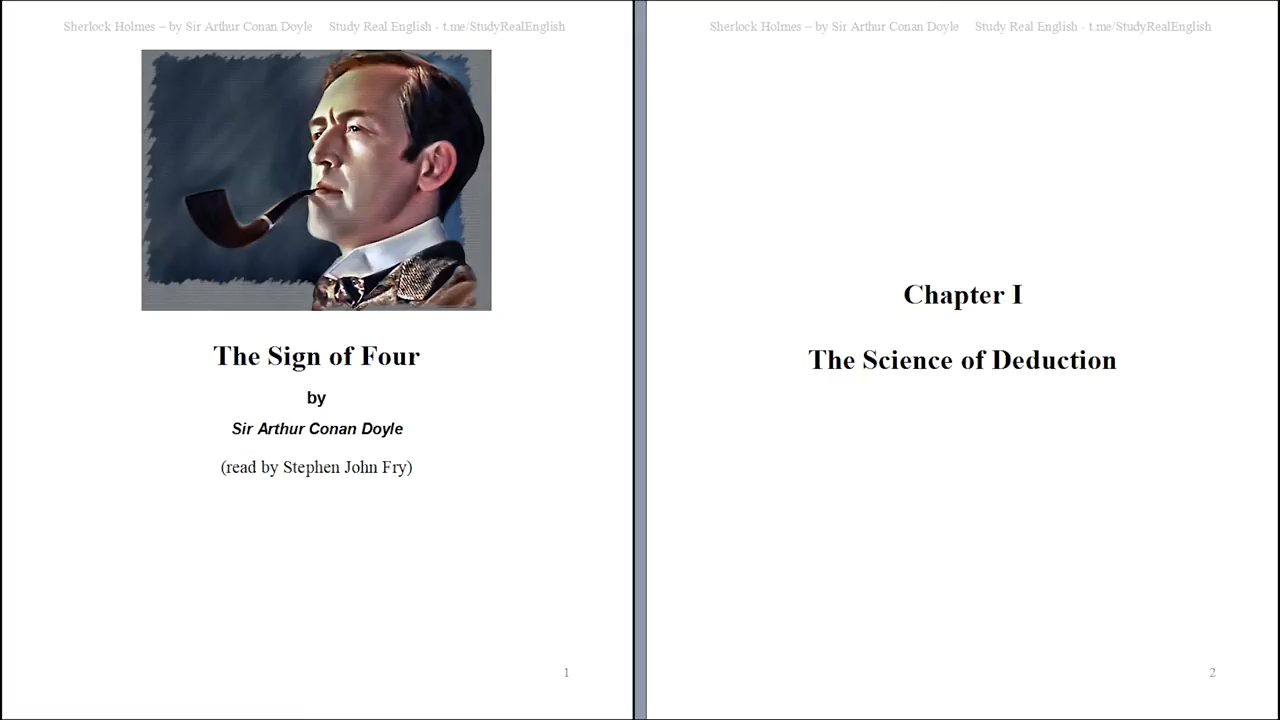 Sherlock Holmes – by Sir Arthur Conan Doyle Study Real English - t.me/StudyRealEnglish
The Sign of Four
by
Sir Arthur Conan Doyle
(read by Stephen John Fry)
1
Sherlock Holmes – by Sir Arthur Conan Doyle Study Real English - t.me/StudyRealEnglish
Chapter I
The Science of Deduction
2